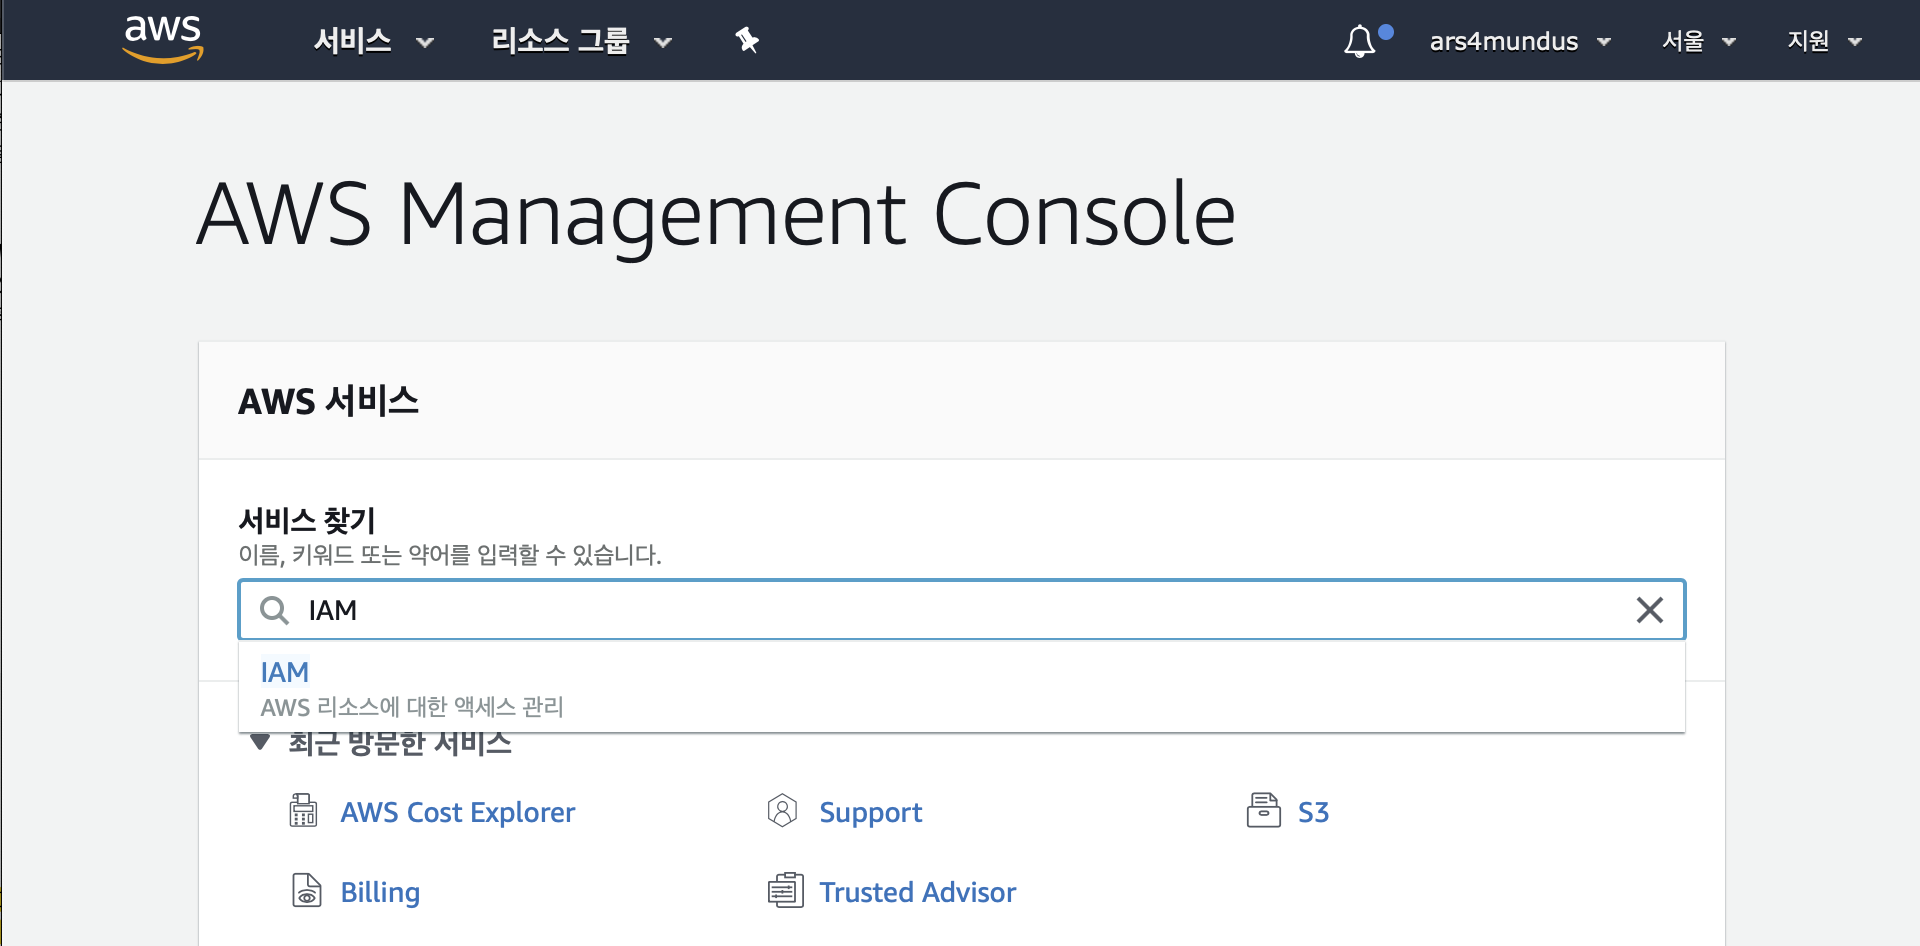 aws 서비스 리소스 그룹 ars4mundus 서울 지원
AWS Management Console
AWS 서비스
서비스 찾기
이름, 키워드 또는 약어를 입력할 수 있습니다.
IAM
IAM
AWS 리소스에 대한 액세스 관리
최근 방문한 서비스
AWS Cost Explorer Support S3
Billing Trusted Advisor